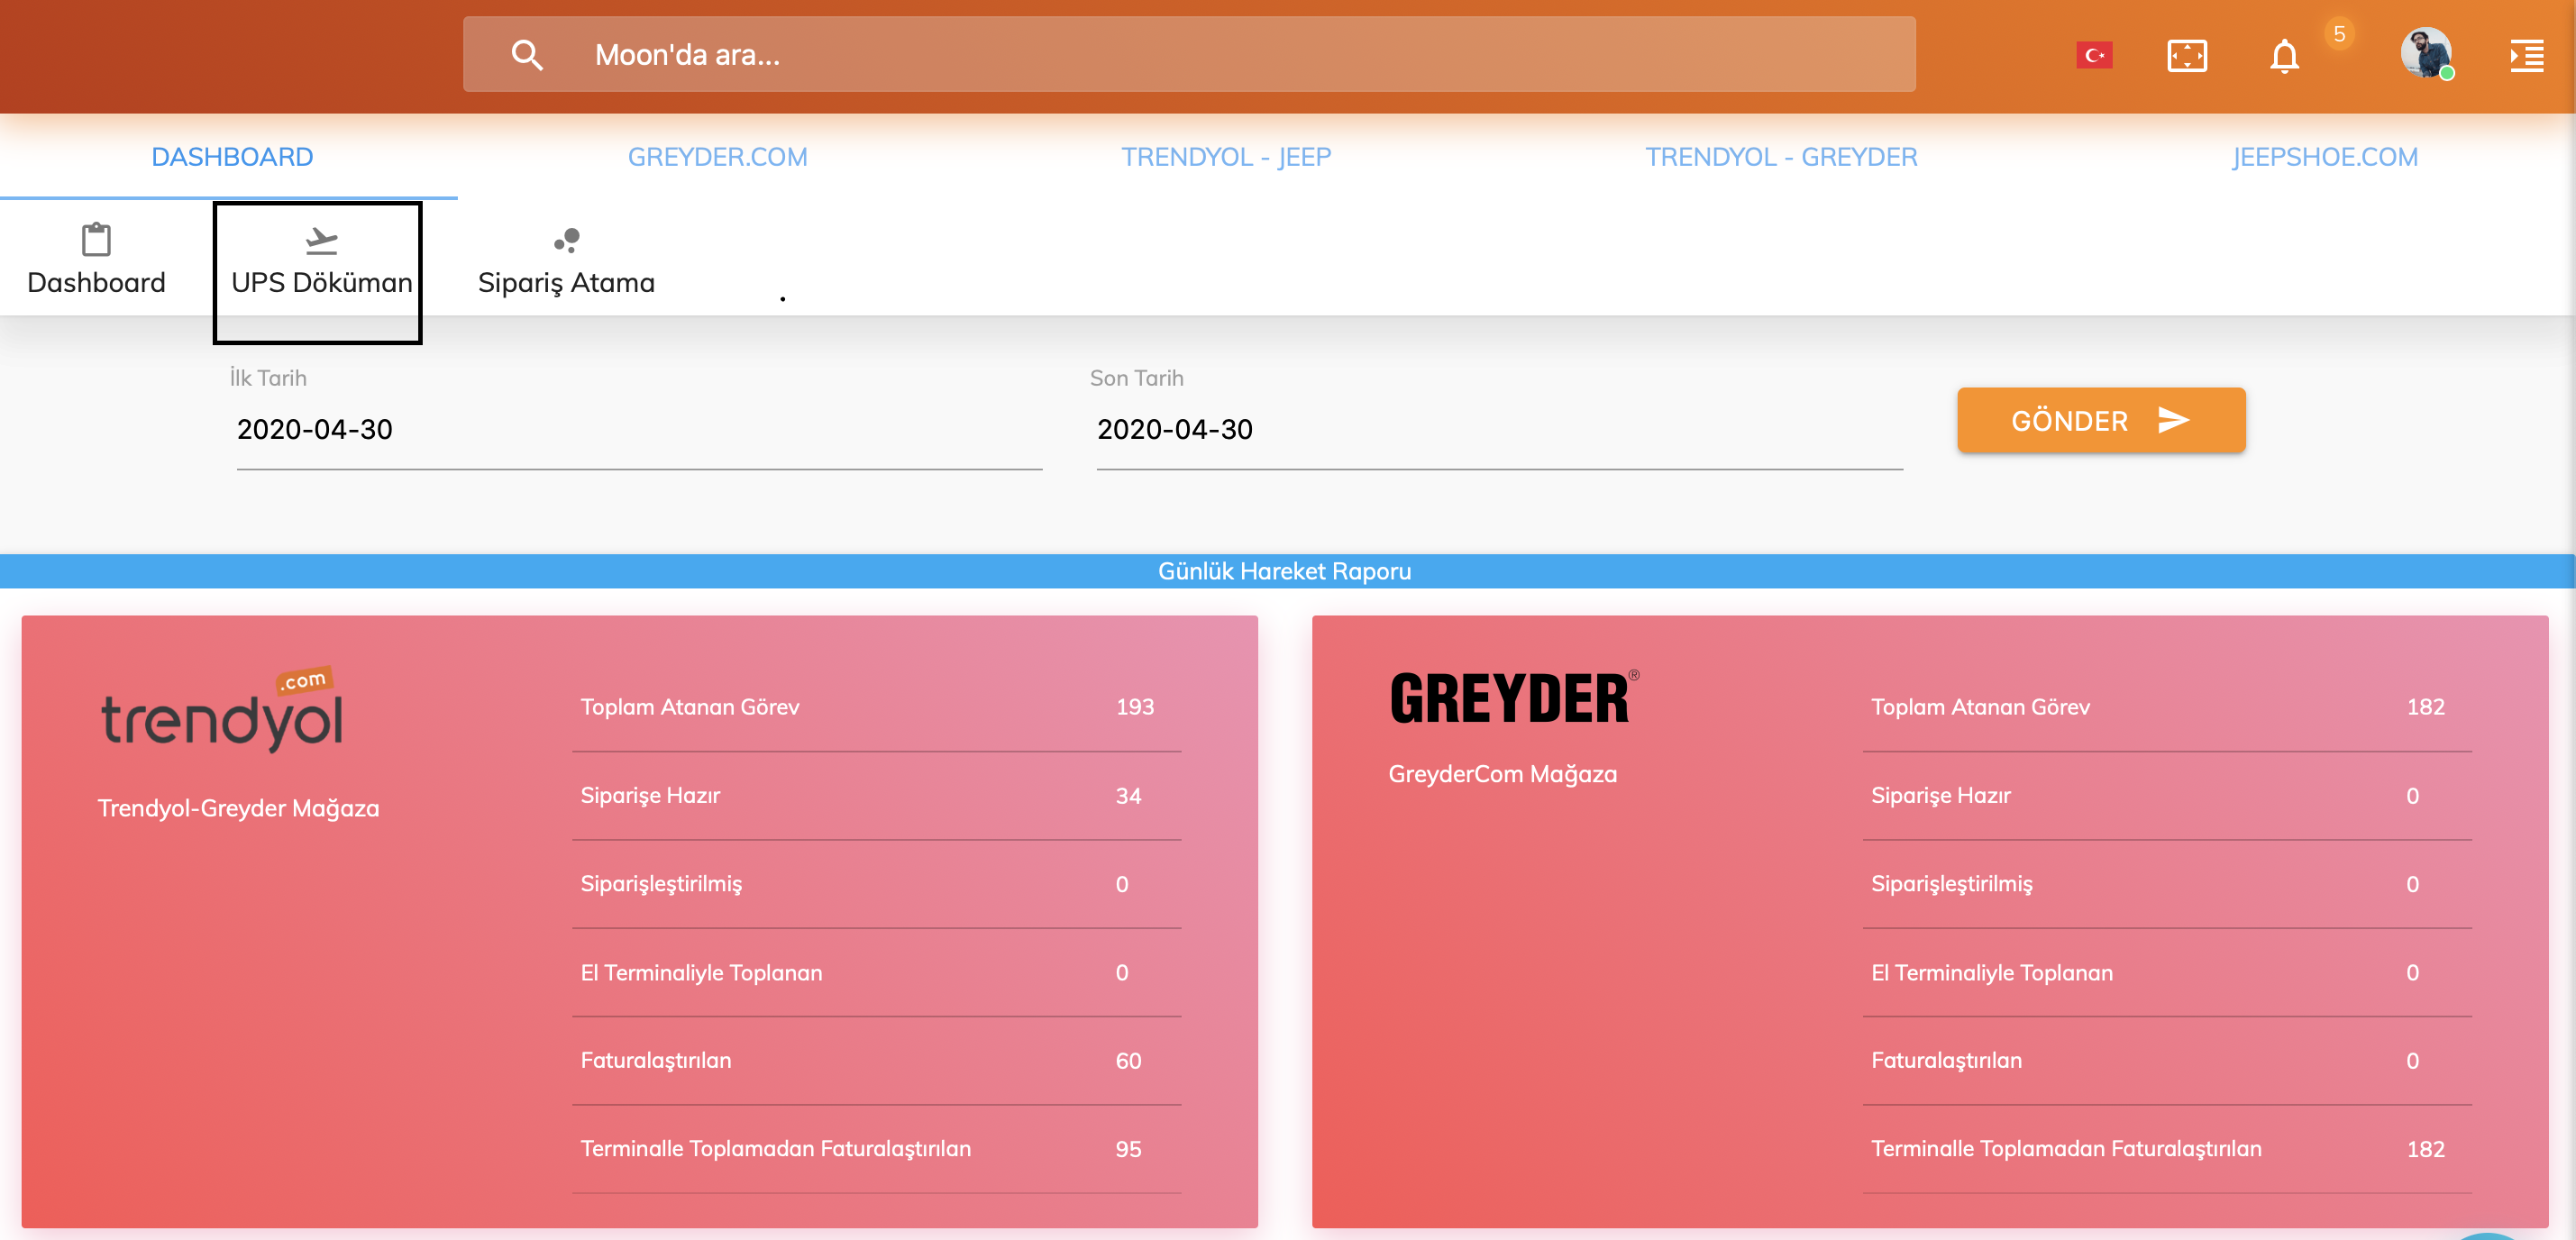 Moon'da ara...
5
DASHBOARD
GREYDER.COM
TRENDYOL - JEEP
TRENDYOL - GREYDER
JEEPSHOE.COM
Dashboard
UPS Döküman
Sipariş Atama
İlk Tarih
2020-04-30
Son Tarih
2020-04-30
GÖNDER
Günlük Hareket Raporu
trendyol .com
Trendyol-Greyder Mağaza
Toplam Atanan Görev 193
Siparişe Hazır 34
Siparişleştirilmiş 0
El Terminaliyle Toplanan 0
Faturalaştırılan 60
Terminalle Toplamadan Faturalaştırılan 95
GREYDER®
GreyderCom Mağaza
Toplam Atanan Görev 182
Siparişe Hazır 0
Siparişleştirilmiş 0
El Terminaliyle Toplanan 0
Faturalaştırılan 0
Terminalle Toplamadan Faturalaştırılan 182